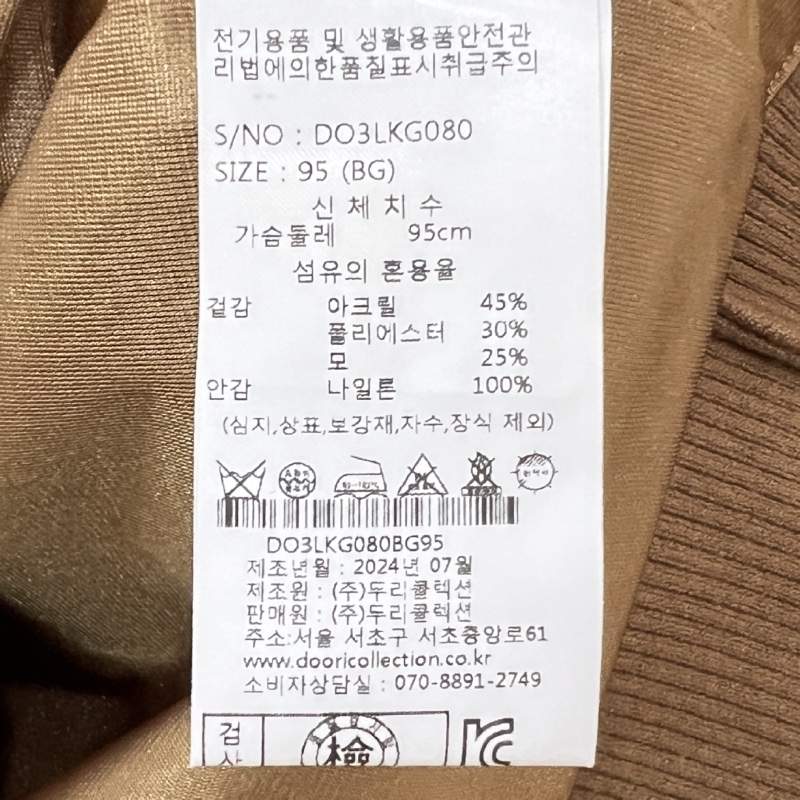 전기용품 및 생활용품안전관
리법에의한품질표시취급주의
S/NO : DO3LKG080
SIZE : 95 (BG)
신 체 치 수
가슴둘레 95cm
섬유의 혼용율
겉감 아크릴 45%
폴리에스터 30%
모 25%
안감 나일론 100%
(심지,상표,보강재,자수,장식 제외)
DO3LKG080BG95
제조년월 : 2024년 07월
제조원 : (주)두리콜렉션
판매원 : (주)두리콜렉션
주소:서울 서초구 서초중앙로61
www.dooricollection.co.kr
소비자상담실 : 070-8891-2749
검
檢